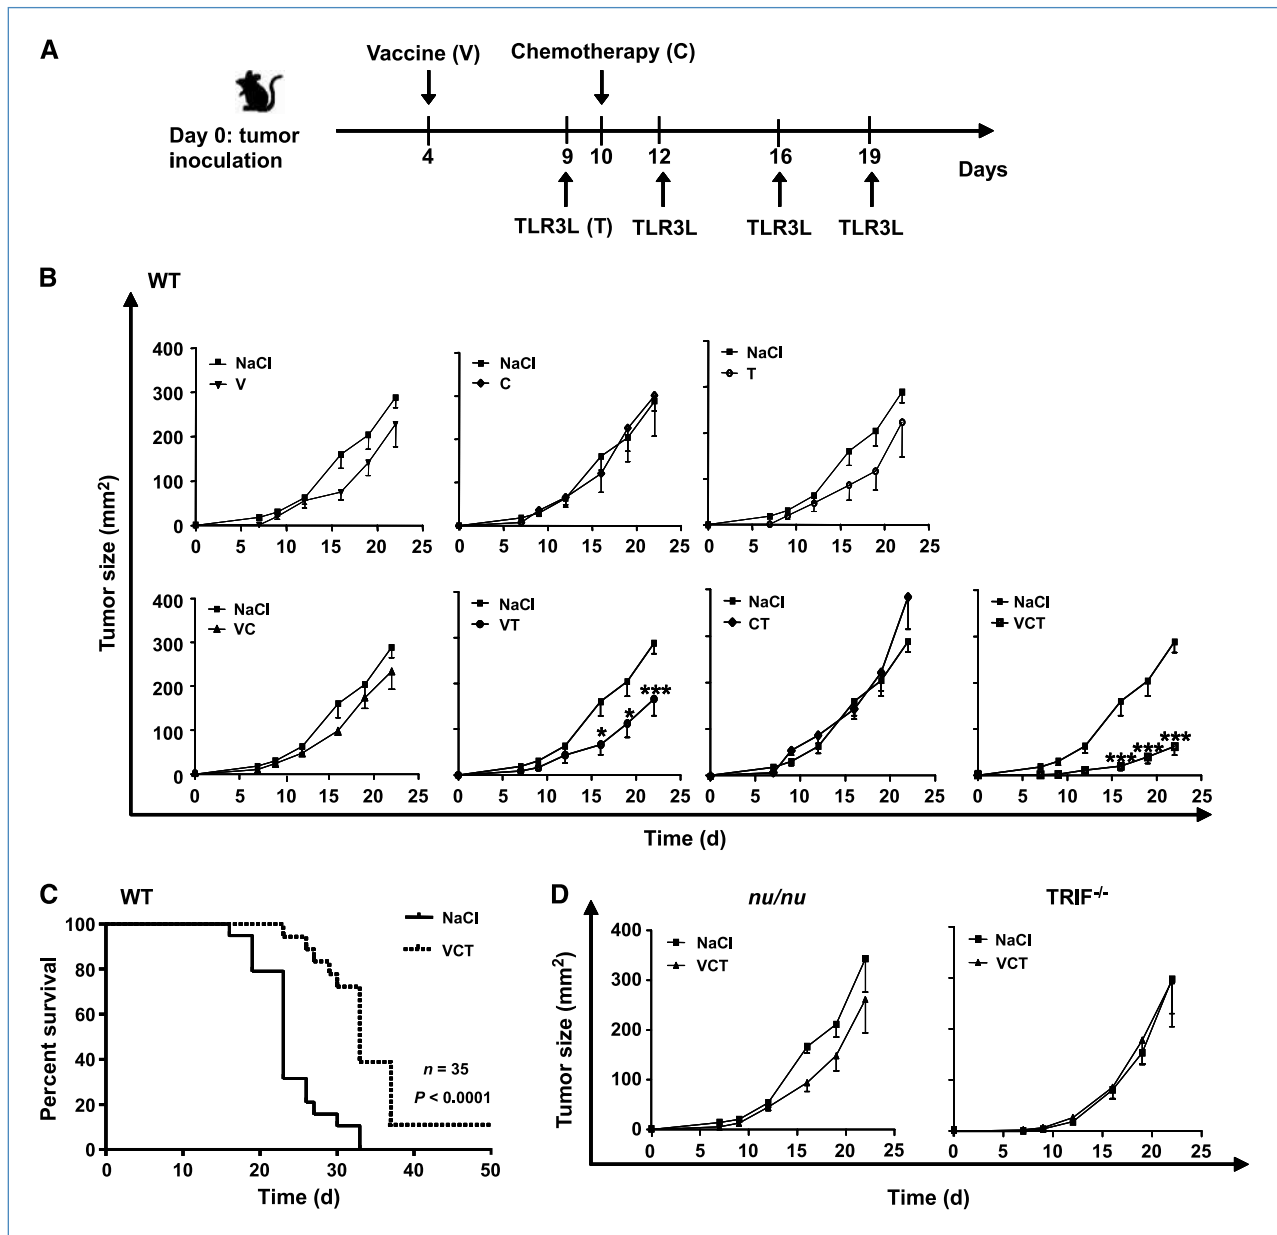 A
Vaccine (V)
Chemotherapy (C)
Day 0: tumor
inoculation
4
9
10
12
16
19
Days
TLR3L (T)
TLR3L
TLR3L
TLR3L
B
WT
Tumor size (mm²)
400
300
200
100
0
NaCl
V
0 5 10 15 20 25
NaCl
C
0 5 10 15 20 25
NaCl
T
0 5 10 15 20 25
400
300
200
100
0
NaCl
VC
0 5 10 15 20 25
NaCl
VT
* * ***
0 5 10 15 20 25
NaCl
CT
0 5 10 15 20 25
NaCl
VCT
*** *** ***
0 5 10 15 20 25
Time (d)
C
WT
Percent survival
100
80
60
40
20
0
NaCl
VCT
n = 35
P < 0.0001
0 10 20 30 40 50
Time (d)
D
nu/nu
Tumor size (mm²)
400
300
200
100
0
NaCl
VCT
0 5 10 15 20 25
TRIF-/-
NaCl
VCT
0 5 10 15 20 25
Time (d)